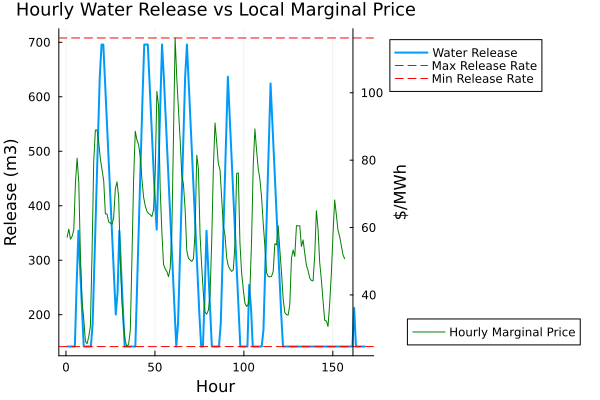 Hourly Water Release vs Local Marginal Price
Release (m3)
700
600
500
400
300
200
0
50
100
150
Hour
100
80
60
40
$/MWh
Water Release
Max Release Rate
Min Release Rate
Hourly Marginal Price